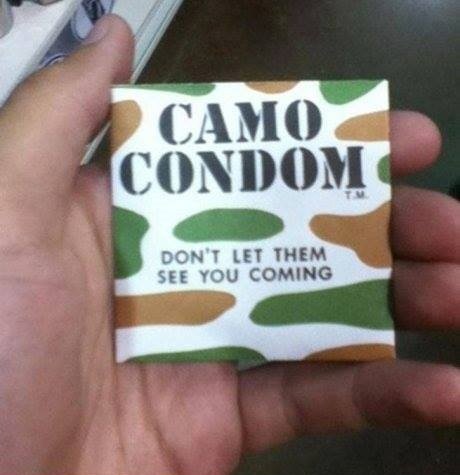 CAMO
CONDOM
T.M.
DON'T LET THEM
SEE YOU COMING